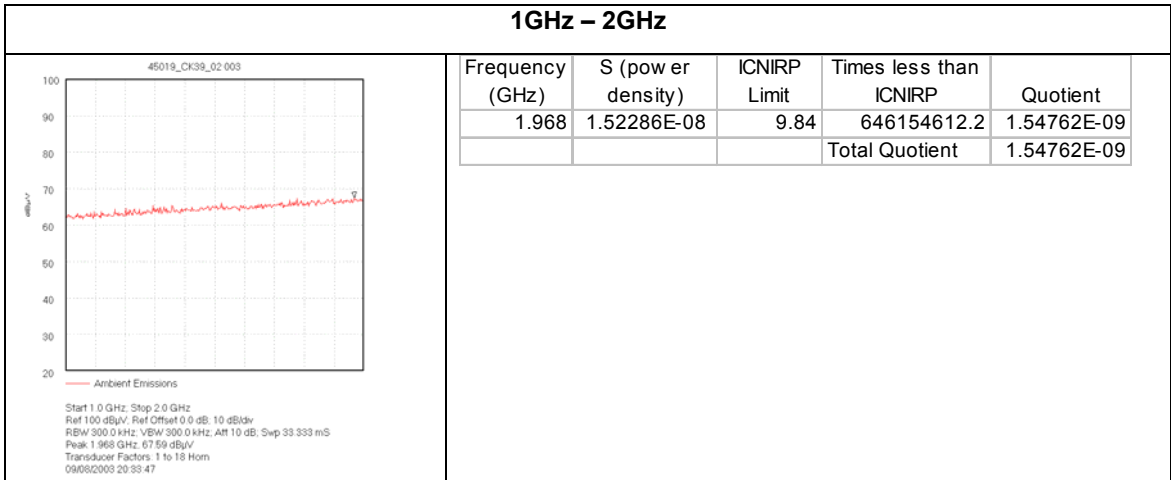 1GHz – 2GHz
45019_CK39_02 003
100
90
80
70
60
50
40
30
20
dBµV
Ambient Emissions
Start 1.0 GHz; Stop 2.0 GHz
Ref 100 dBµV; Ref Offset 0.0 dB; 10 dB/div
RBW 300.0 kHz; VBW 300.0 kHz; Att 10 dB; Swp 33.333 mS
Peak 1.968 GHz, 67.59 dBµV
Transducer Factors: 1 to 18 Horn
09/08/2003 20:33:47
Frequency (GHz) S (power density) ICNIRP Limit Times less than ICNIRP Quotient
1.968 1.52286E-08 9.84 646154612.2 1.54762E-09
Total Quotient 1.54762E-09